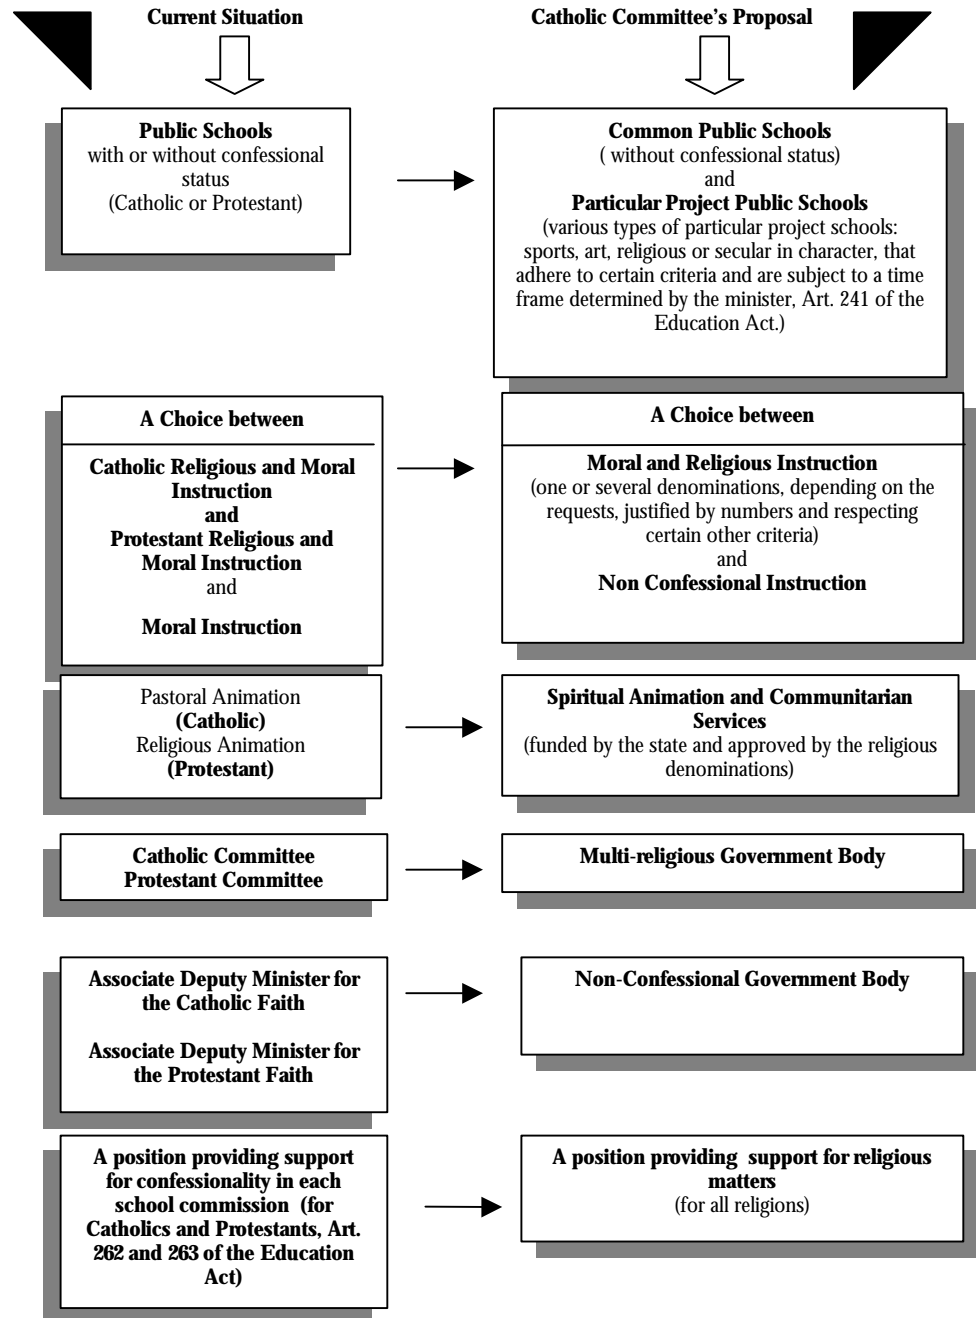 Current Situation
Catholic Committee's Proposal
Public Schools
with or without confessional
status
(Catholic or Protestant)
Common Public Schools
( without confessional status)
and
Particular Project Public Schools
(various types of particular project schools:
sports, art, religious or secular in character, that
adhere to certain criteria and are subject to a time
frame determined by the minister, Art. 241 of the
Education Act.)
A Choice between
Catholic Religious and Moral
Instruction
and
Protestant Religious and
Moral Instruction
and
Moral Instruction
A Choice between
Moral and Religious Instruction
(one or several denominations, depending on the
requests, justified by numbers and respecting
certain other criteria)
and
Non Confessional Instruction
Pastoral Animation
(Catholic)
Religious Animation
(Protestant)
Spiritual Animation and Communitarian
Services
(funded by the state and approved by the religious
denominations)
Catholic Committee
Protestant Committee
Multi-religious Government Body
Associate Deputy Minister for
the Catholic Faith
Associate Deputy Minister for
the Protestant Faith
Non-Confessional Government Body
A position providing support
for confessionality in each
school commission (for
Catholics and Protestants, Art.
262 and 263 of the Education
Act)
A position providing support for religious
matters
(for all religions)